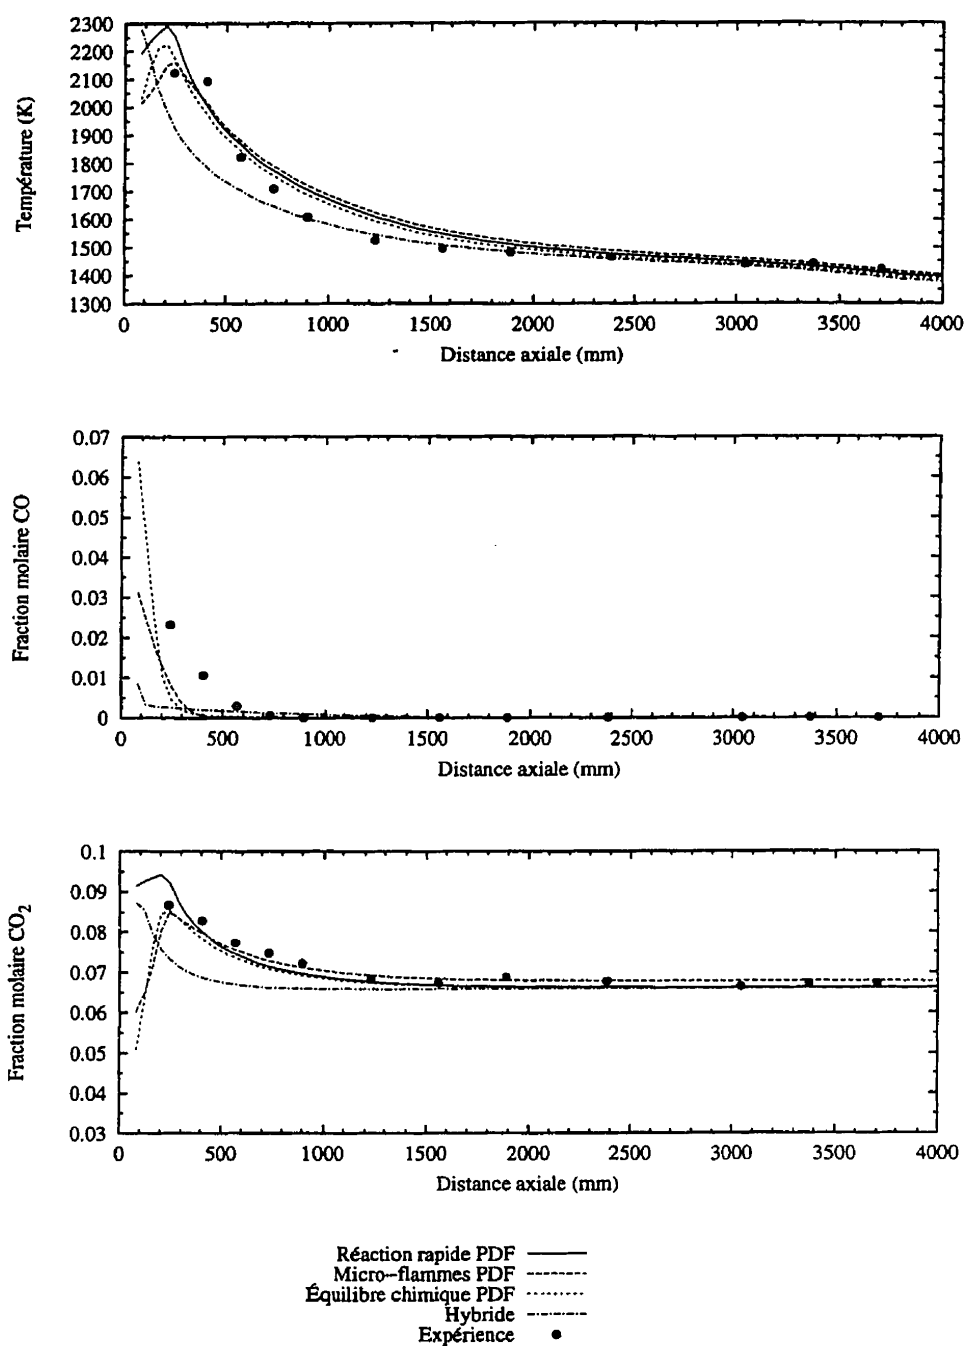 2300
2200
2100
2000
1900
1800
1700
1600
1500
1400
1300
Température (K)
0 500 1000 1500 2000 2500 3000 3500 4000
Distance axiale (mm)
0.07
0.06
0.05
0.04
0.03
0.02
0.01
0
Fraction molaire CO
0 500 1000 1500 2000 2500 3000 3500 4000
Distance axiale (mm)
0.1
0.09
0.08
0.07
0.06
0.05
0.04
0.03
Fraction molaire CO₂
0 500 1000 1500 2000 2500 3000 3500 4000
Distance axiale (mm)
Réaction rapide PDF
Micro-flammes PDF
Équilibre chimique PDF
Hybride
Expérience